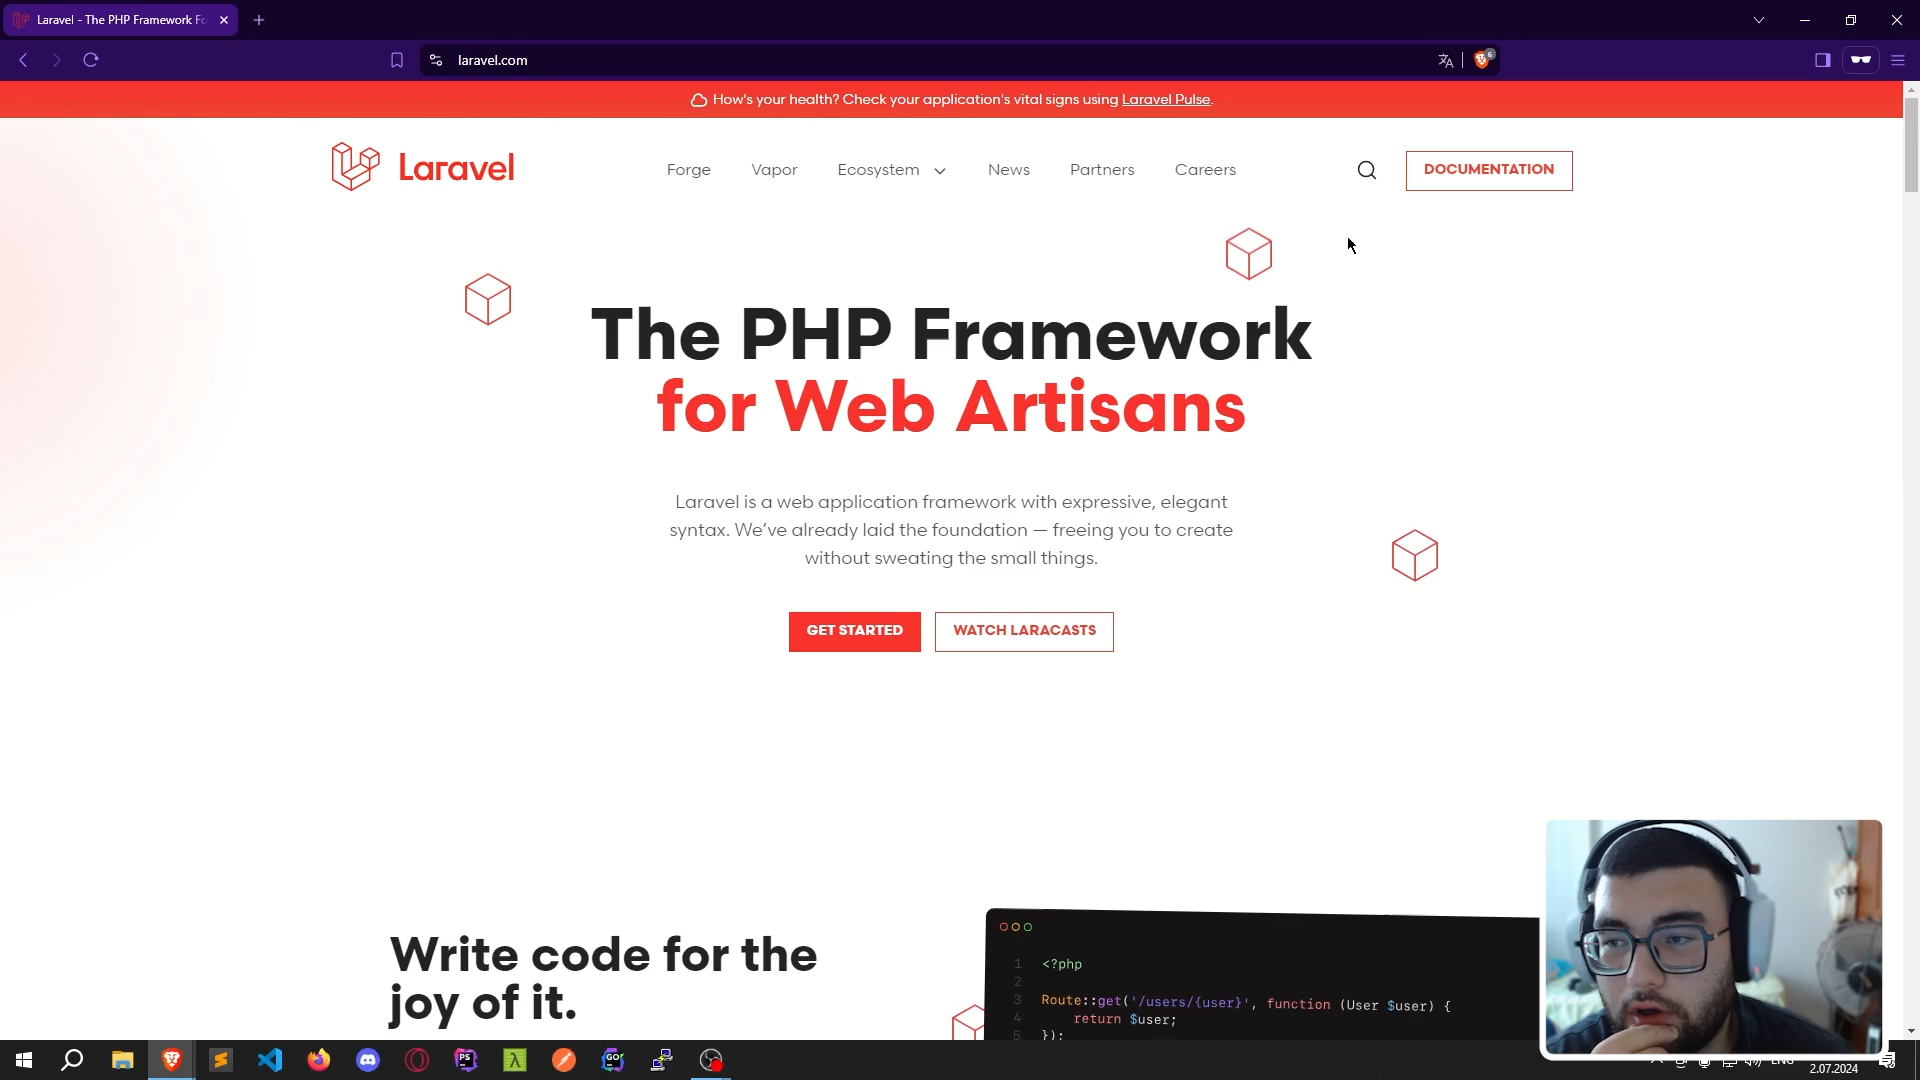 Laravel - The PHP Framework Fo
laravel.com
6
How's your health? Check your application's vital signs using Laravel Pulse.
Laravel
Forge
Vapor
Ecosystem
News
Partners
Careers
DOCUMENTATION
The PHP Framework
for Web Artisans
Laravel is a web application framework with expressive, elegant
syntax. We've already laid the foundation — freeing you to create
without sweating the small things.
GET STARTED
WATCH LARACASTS
Write code for the
joy of it.
1 <?php
2
3 Route::get('/users/{user}', function (User $user) {
4 return $user;
5 });
PS
GO
ENG
2.07.2024